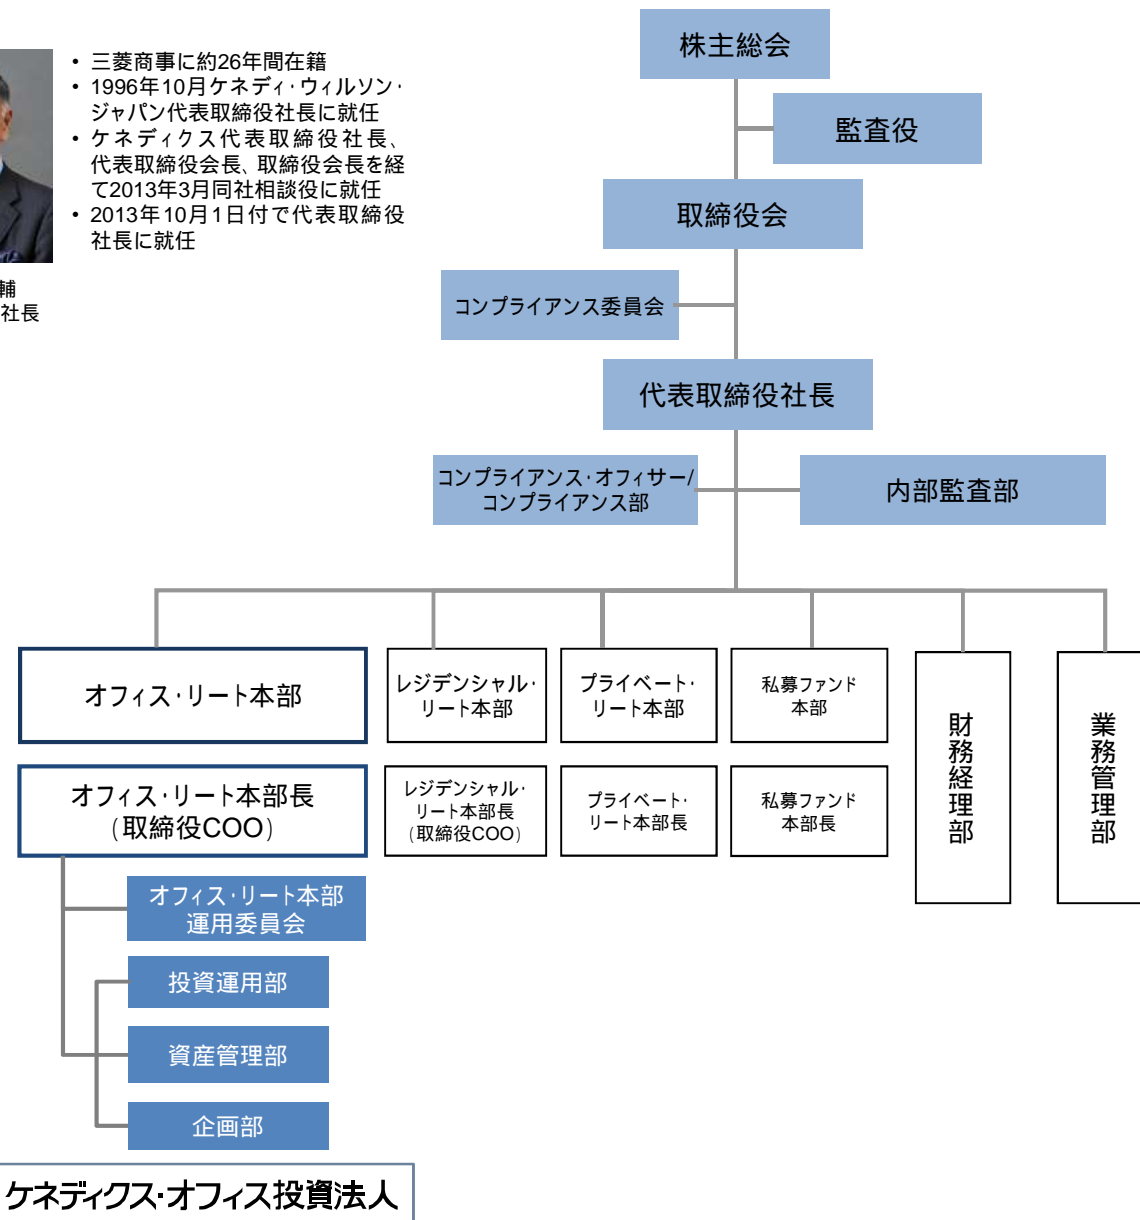 • 三菱商事に約26年間在籍
• 1996年10月ケネディ・ウィルソン・
ジャパン代表取締役社長に就任
• ケネディクス代表取締役社長、
代表取締役会長、取締役会長を経
て2013年3月同社相談役に就任
• 2013年10月1日付で代表取締役
社長に就任
輔
社長
株主総会
監査役
取締役会
コンプライアンス委員会
代表取締役社長
コンプライアンス・オフィサー/
コンプライアンス部
内部監査部
オフィス・リート本部
レジデンシャル・
リート本部
プライベート・
リート本部
私募ファンド
本部
財務経理部
業務管理部
オフィス・リート本部長
(取締役COO)
レジデンシャル・
リート本部長
(取締役COO)
プライベート・
リート本部長
私募ファンド
本部長
オフィス・リート本部
運用委員会
投資運用部
資産管理部
企画部
ケネディクス・オフィス投資法人